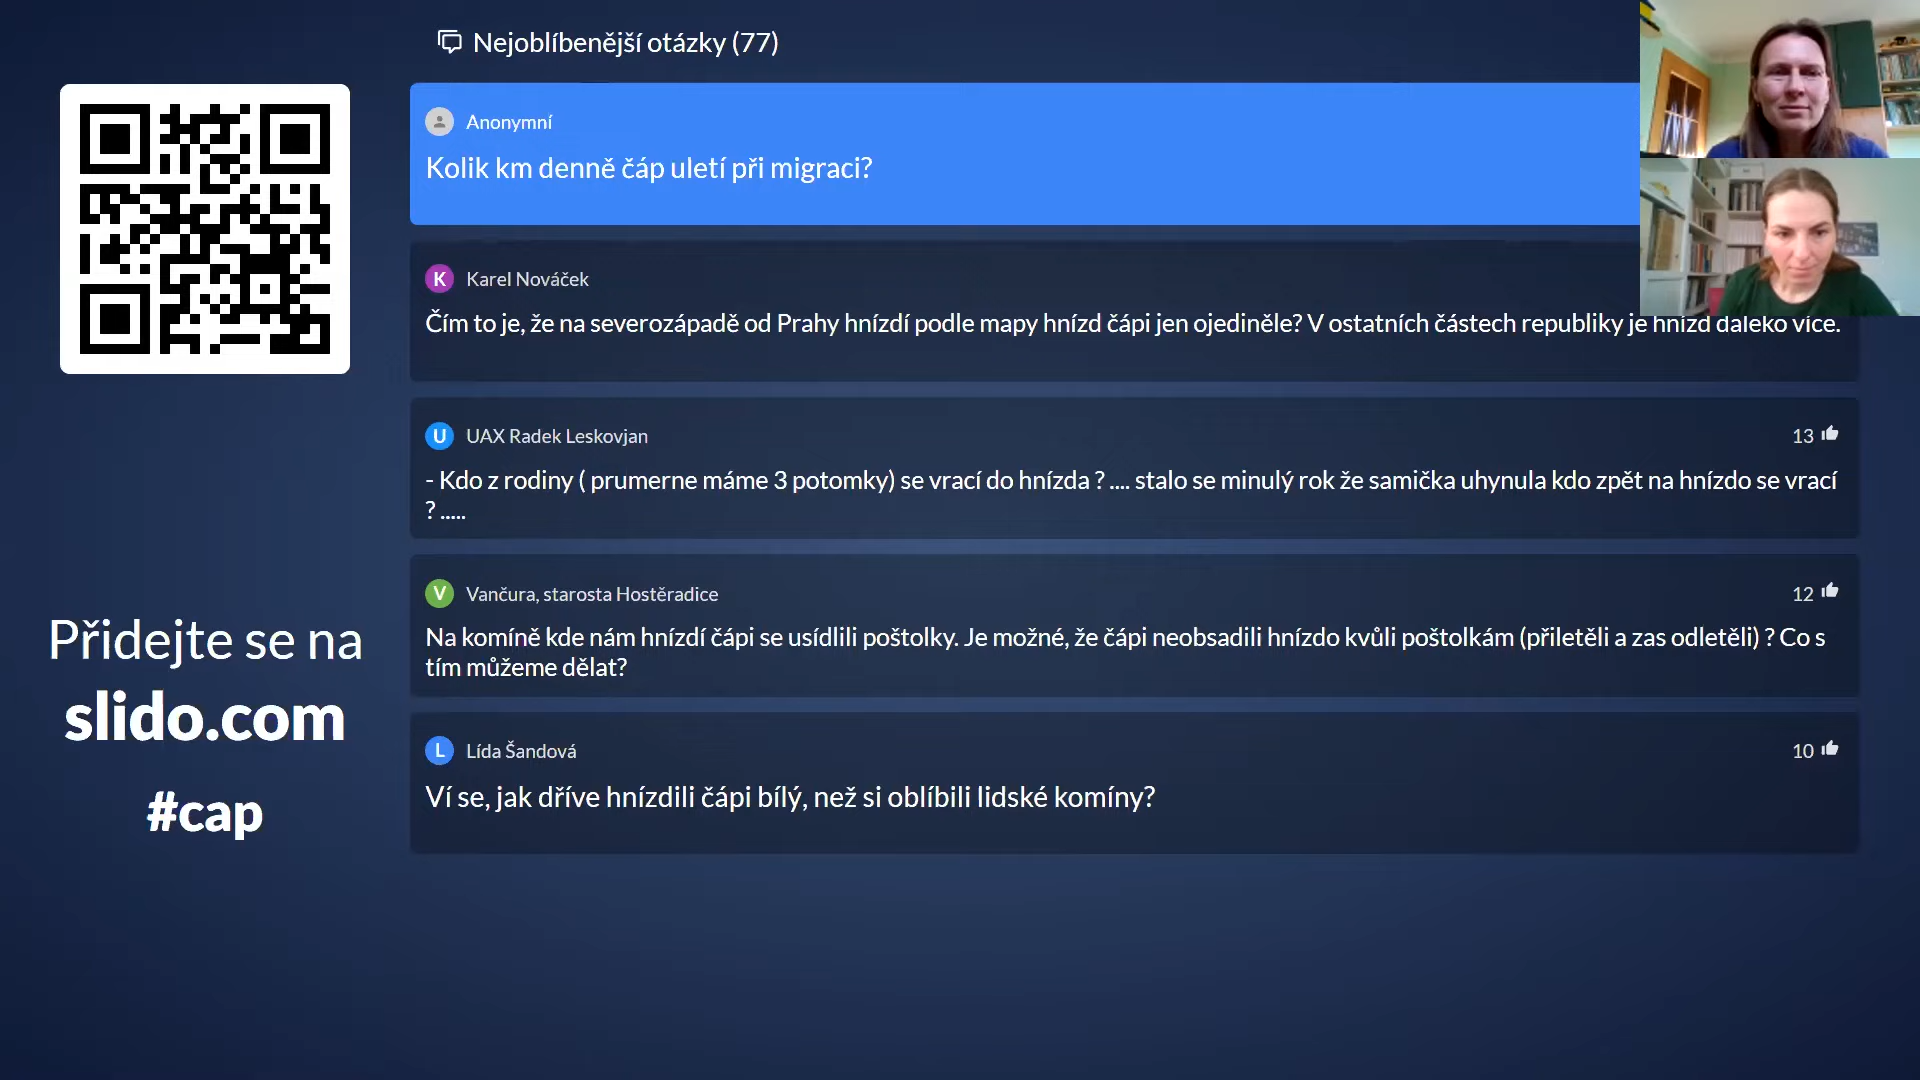 Nejoblíbenější otázky (77)
Anonymní
Kolik km denně čáp uletí při migraci?
K Karel Nováček
Čím to je, že na severozápadě od Prahy hnízdí podle mapy hnízd čápi jen ojediněle? V ostatních částech republiky je hnízd daleko více.
U UAX Radek Leskovjan 13
- Kdo z rodiny ( prumerne máme 3 potomky) se vrací do hnízda ? .... stalo se minulý rok že samička uhynula kdo zpět na hnízdo se vrací
? .....
V Vančura, starosta Hostěradice 12
Na komíně kde nám hnízdí čápi se usídlili poštolky. Je možné, že čápi neobsadili hnízdo kvůli poštolkám (přiletěli a zas odletěli) ? Co s
tím můžeme dělat?
L Lída Šandová 10
Ví se, jak dříve hnízdili čápi bílý, než si oblíbili lidské komíny?
Přidejte se na
slido.com
#cap